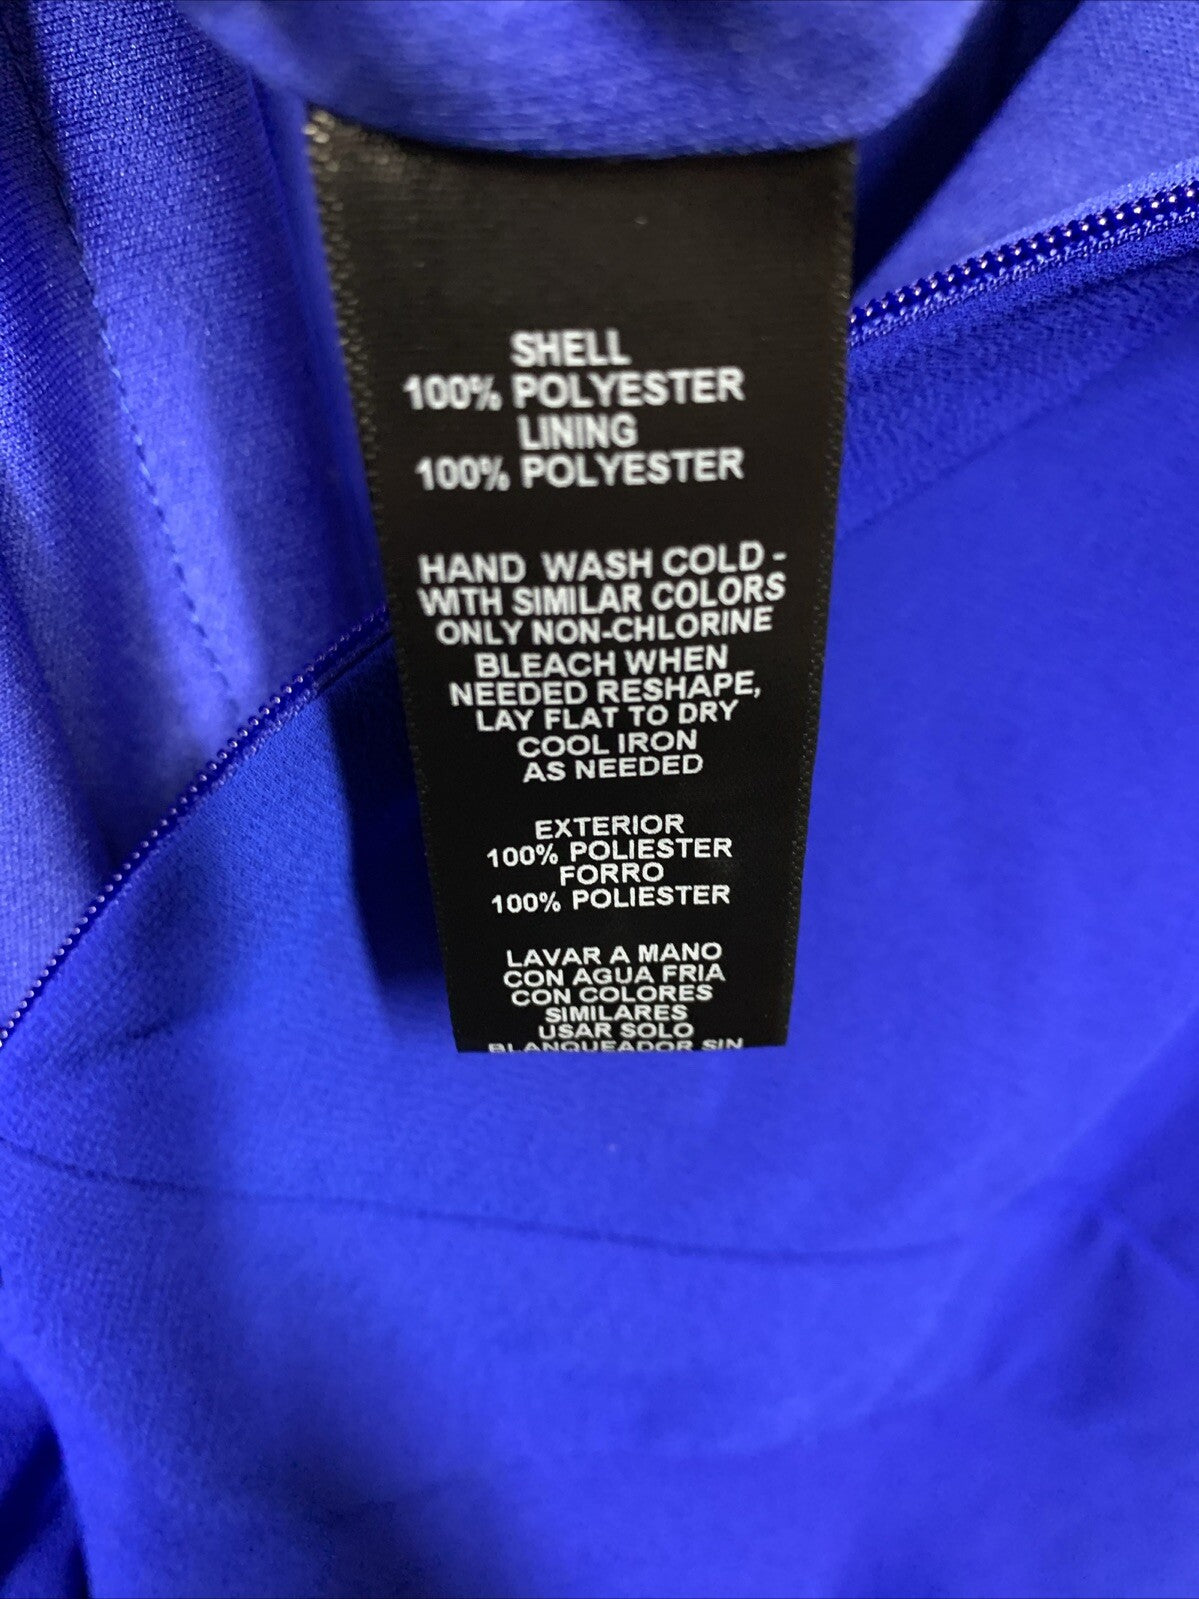 SHELL
100% POLYESTER
LINING
100% POLYESTER
HAND WASH COLD -
WITH SIMILAR COLORS
ONLY NON-CHLORINE
BLEACH WHEN
NEEDED RESHAPE,
LAY FLAT TO DRY
COOL IRON
AS NEEDED
EXTERIOR
100% POLIESTER
FORRO
100% POLIESTER
LAVAR A MANO
CON AGUA FRIA
CON COLORES
SIMILARES
USAR SOLO
BLANQUEADOR SIN